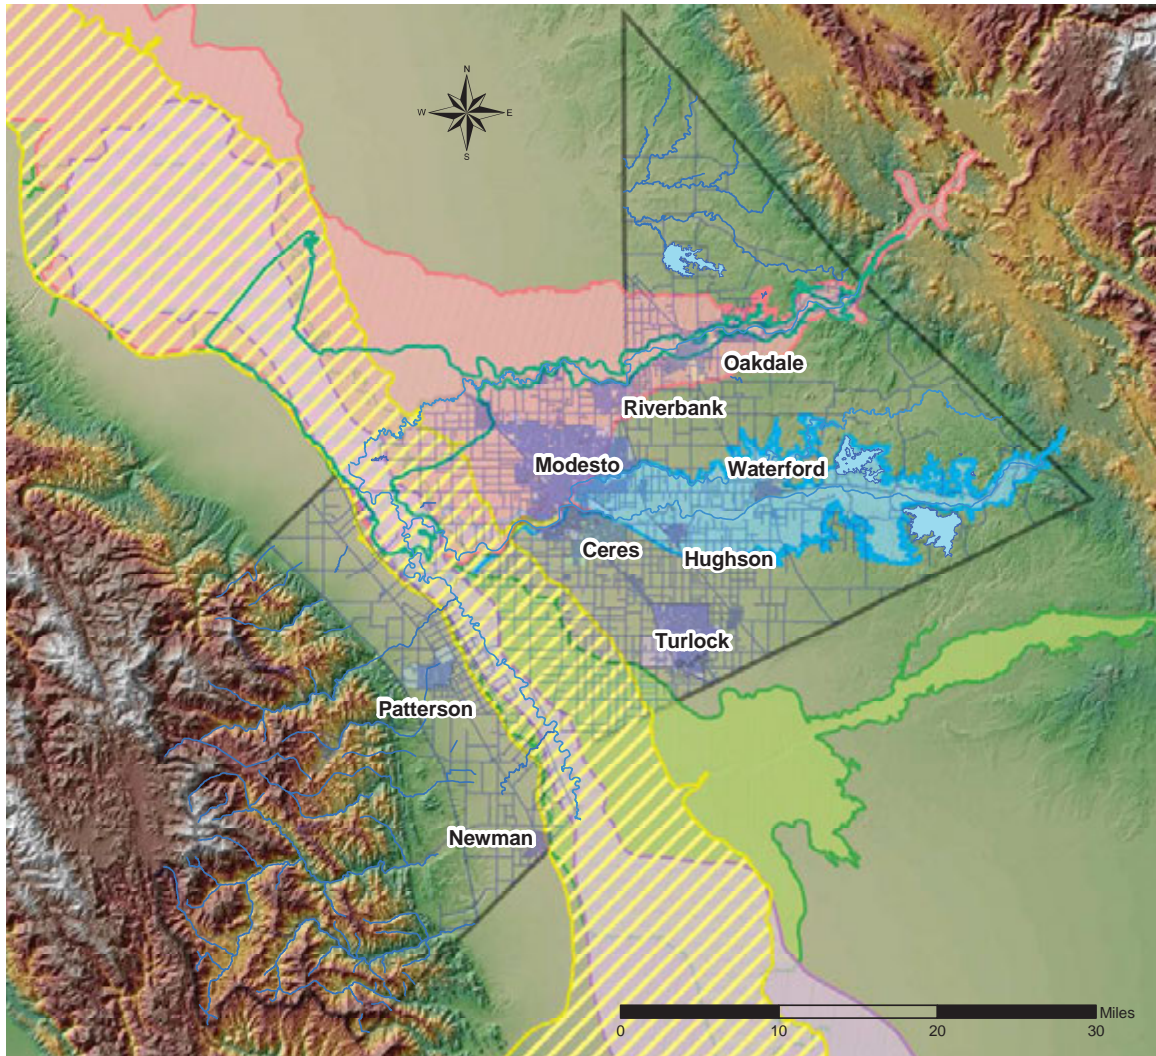 N
W E
S
Oakdale
Riverbank
Modesto
Waterford
Ceres
Hughson
Turlock
Patterson
Newman
Miles
0 10 20 30